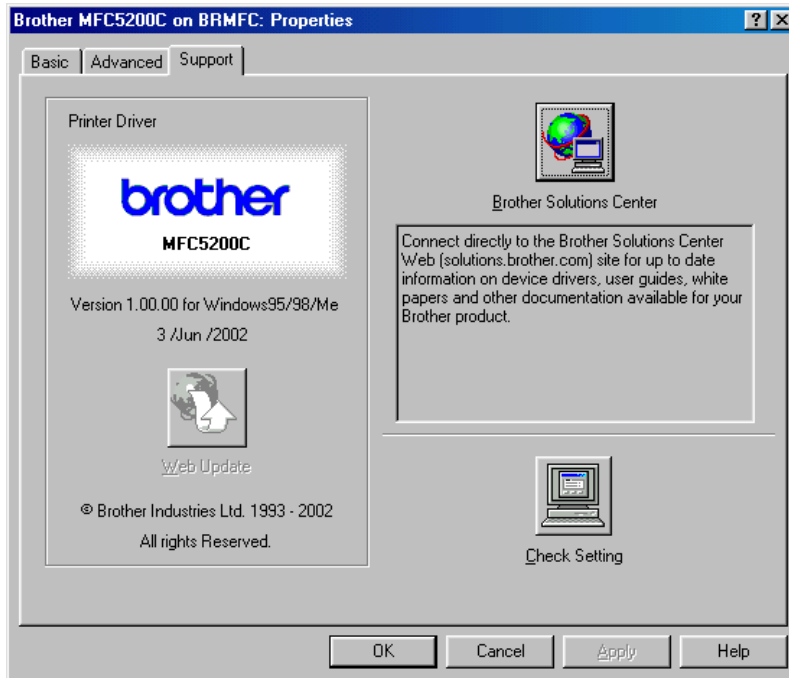 Brother MFC5200C on BRMFC: Properties
Basic
Advanced
Support
Printer Driver
brother
MFC5200C
Version 1.00.00 for Windows95/98/Me
3 /Jun /2002
Web Update
© Brother Industries Ltd. 1993 - 2002
All rights Reserved.
Brother Solutions Center
Connect directly to the Brother Solutions Center
Web (solutions.brother.com) site for up to date
information on device drivers, user guides, white
papers and other documentation available for your
Brother product.
Check Setting
OK
Cancel
Apply
Help